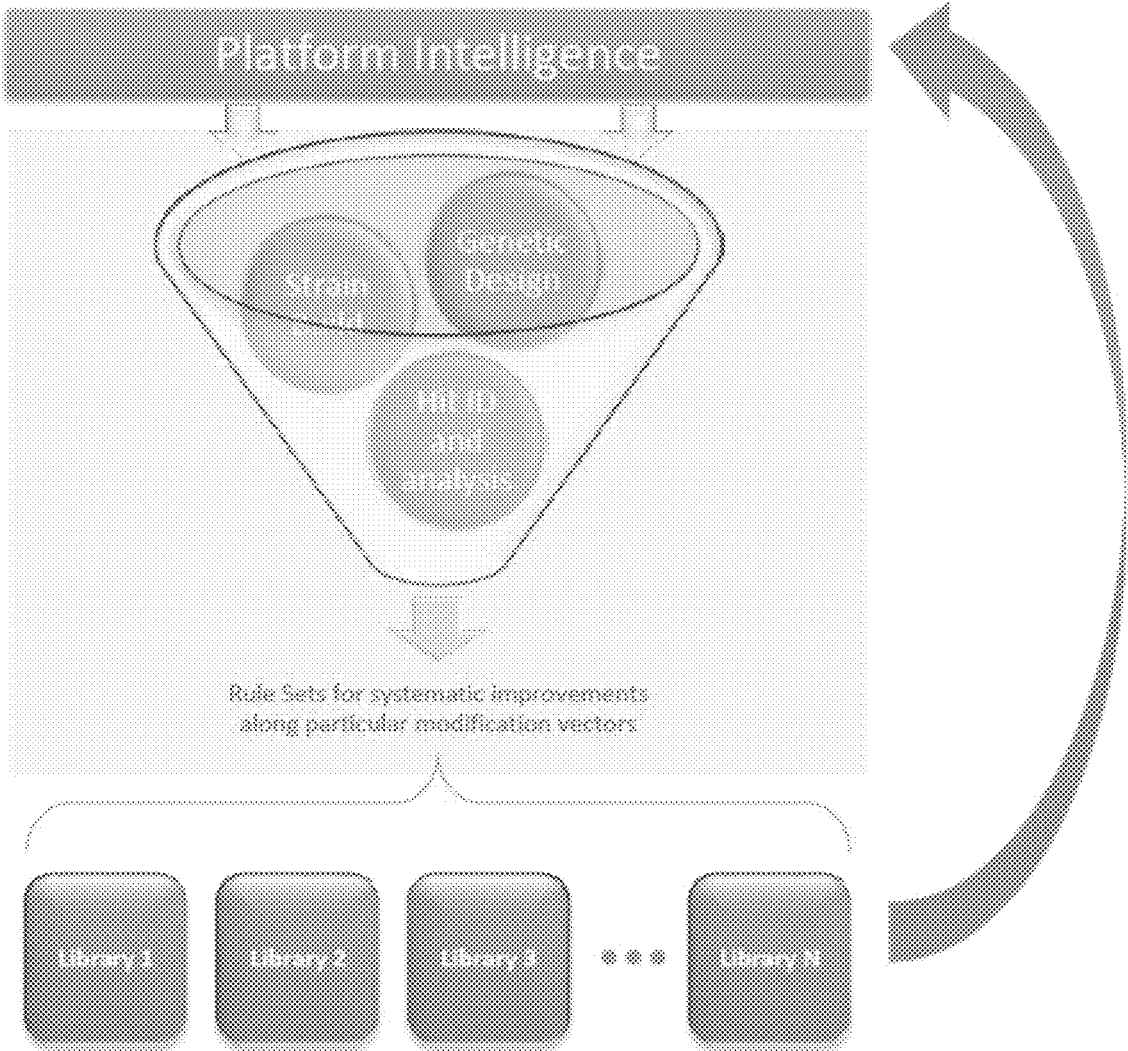 Platform Intelligence
Genetic
Design
Strain
and
Rule Sets for systematic improvements
along particular modification vectors
Library 1
Library 2
Library 3
Library N